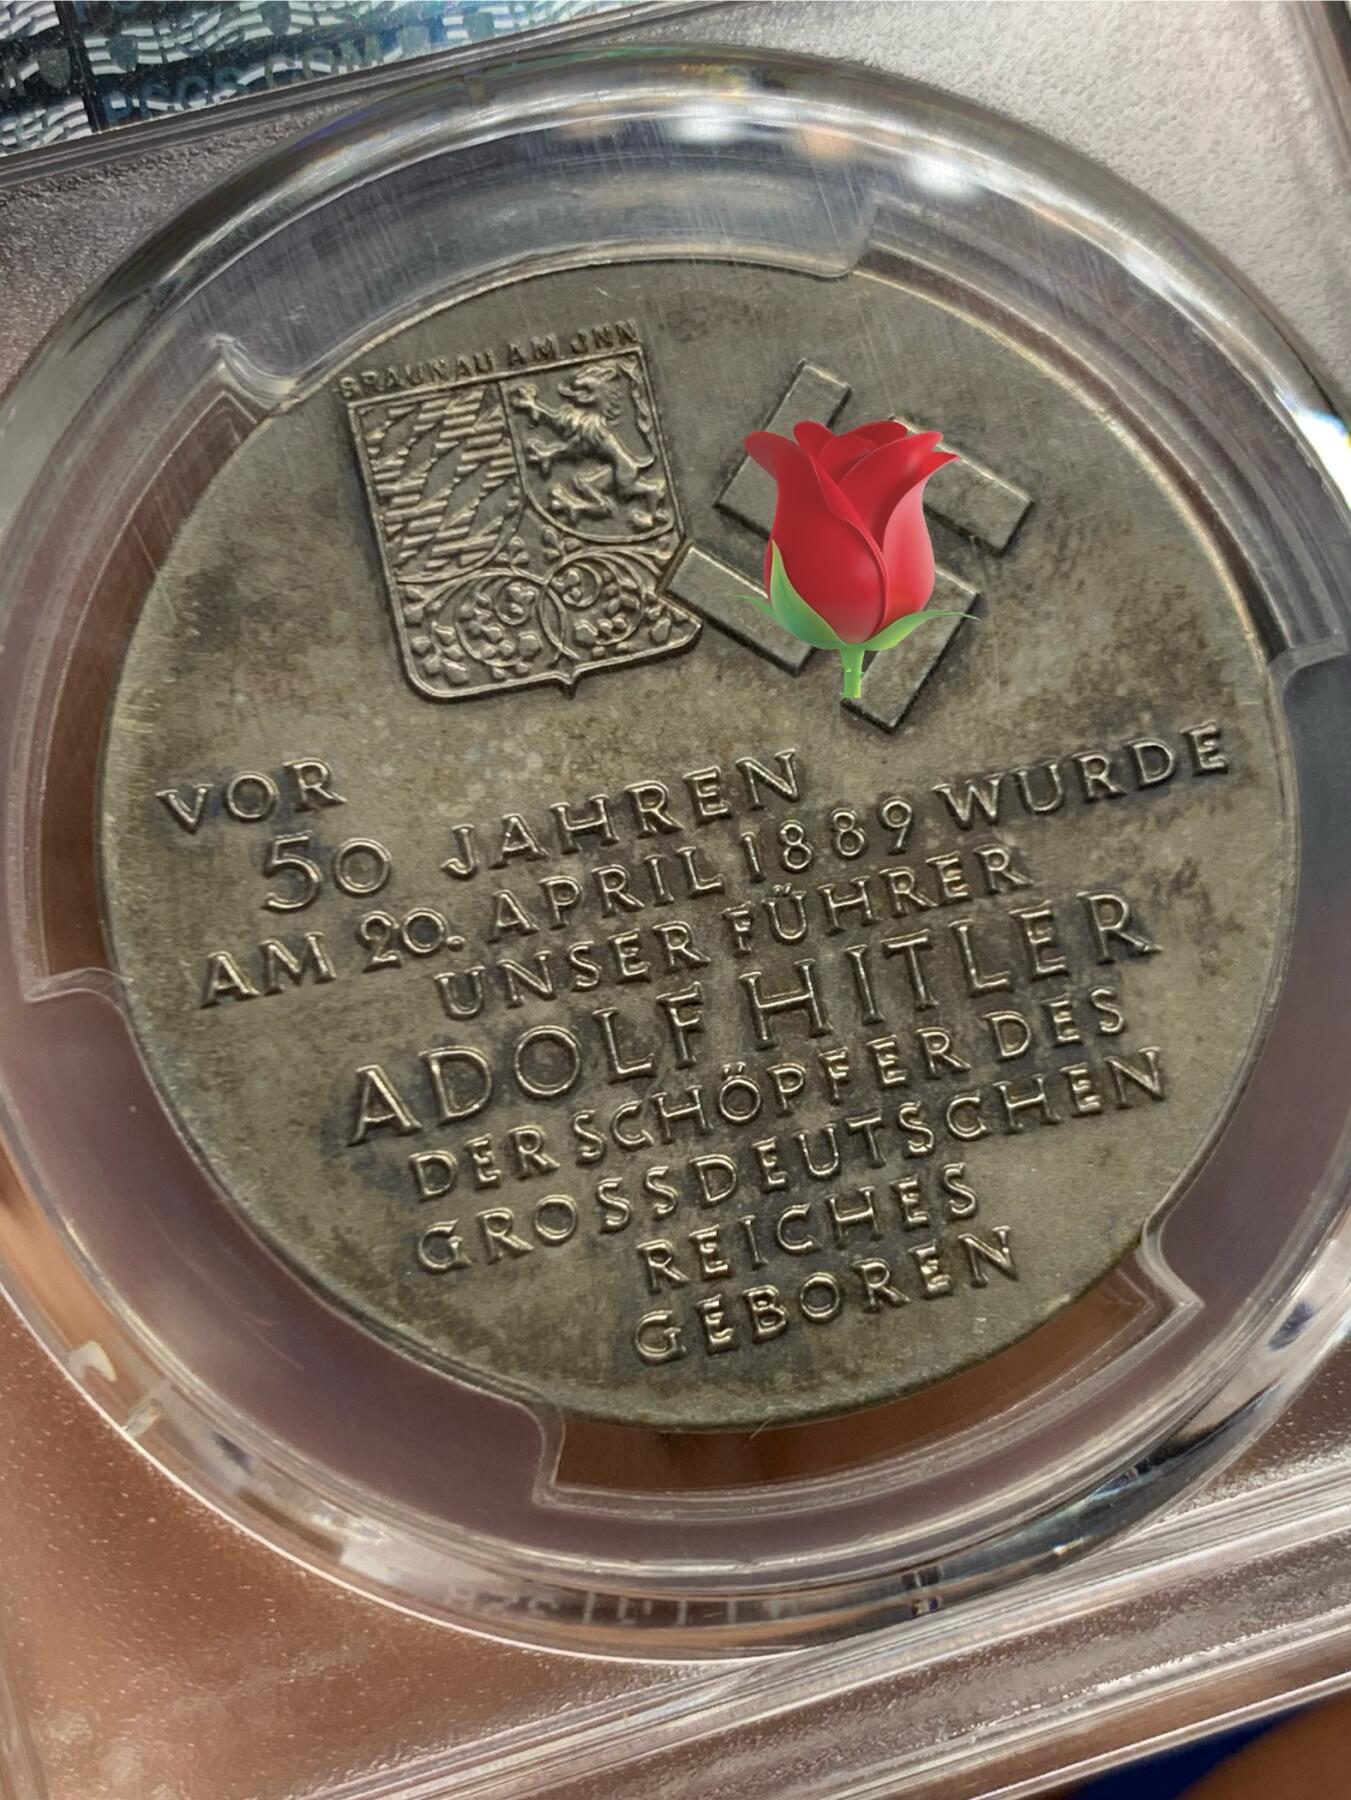 BRAUNAU AM JNN
VOR
50 JAHREN
AM 20. APRIL 1889 WURDE
UNSER FÜHRER
ADOLF HITLER
DER SCHÖPFER DES
GROSSDEUTSCHEN
REICHES
GEBOREN